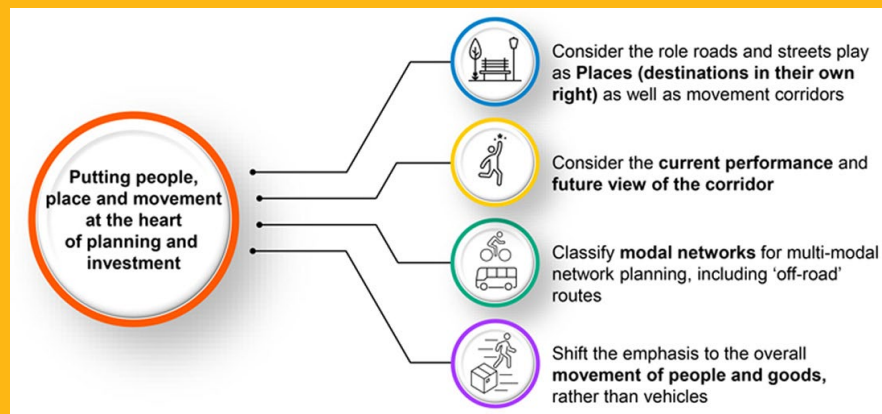 Putting people,
place and movement
at the heart
of planning and
investment
Consider the role roads and streets play
as Places (destinations in their own
right) as well as movement corridors
Consider the current performance and
future view of the corridor
Classify modal networks for multi-modal
network planning, including ‘off-road’
routes
Shift the emphasis to the overall
movement of people and goods,
rather than vehicles